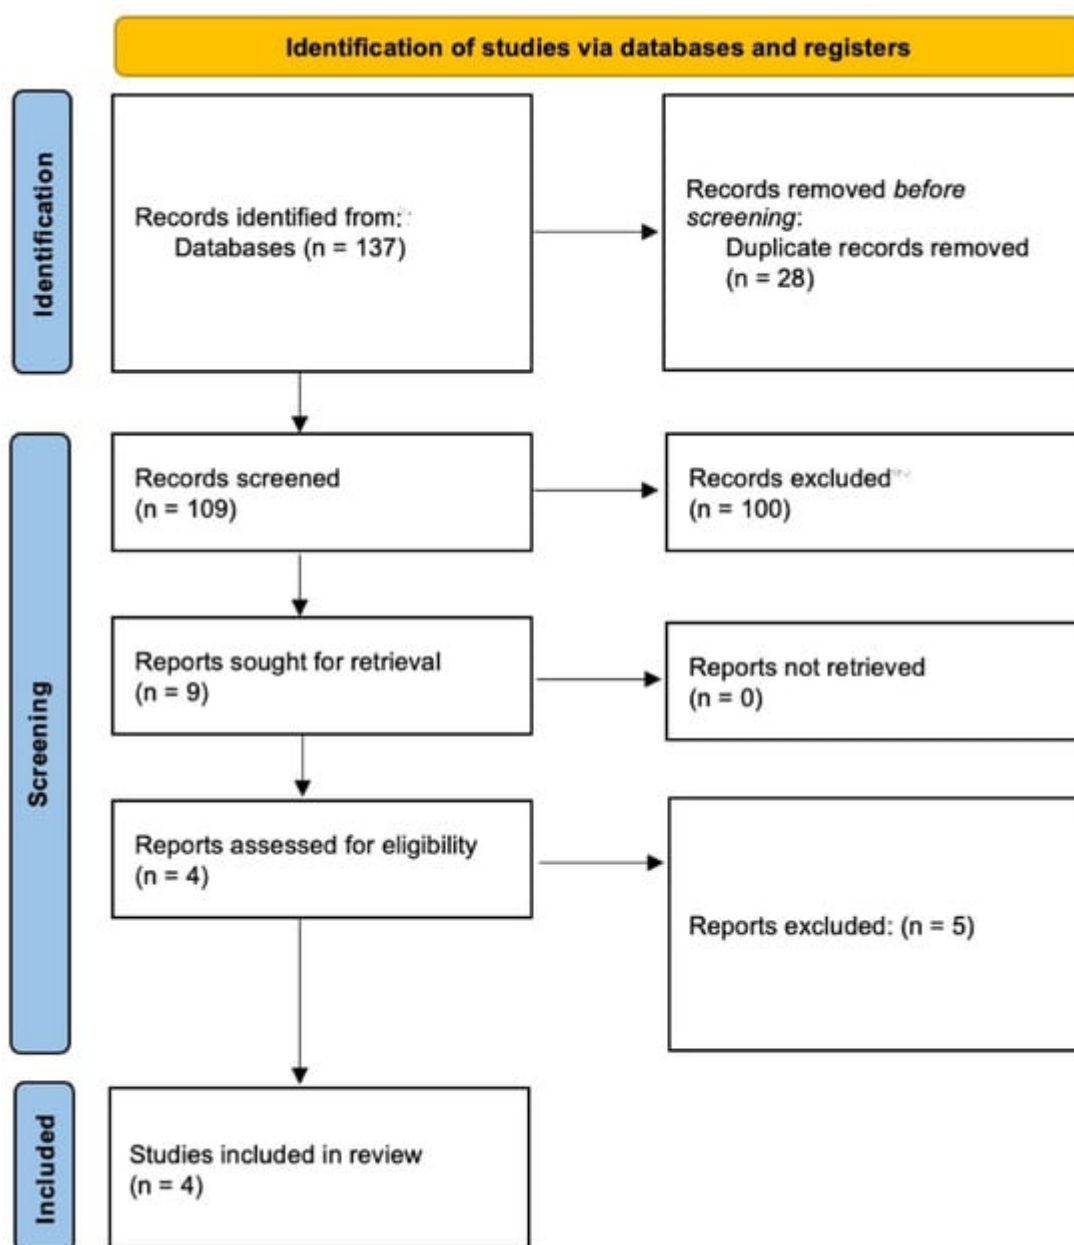 Identification of studies via databases and registers
Identification
Records identified from:
Databases (n = 137)
Records removed before
screening:
Duplicate records removed
(n = 28)
Screening
Records screened
(n = 109)
Records excluded
(n = 100)
Reports sought for retrieval
(n = 9)
Reports not retrieved
(n = 0)
Reports assessed for eligibility
(n = 4)
Reports excluded: (n = 5)
Included
Studies included in review
(n = 4)